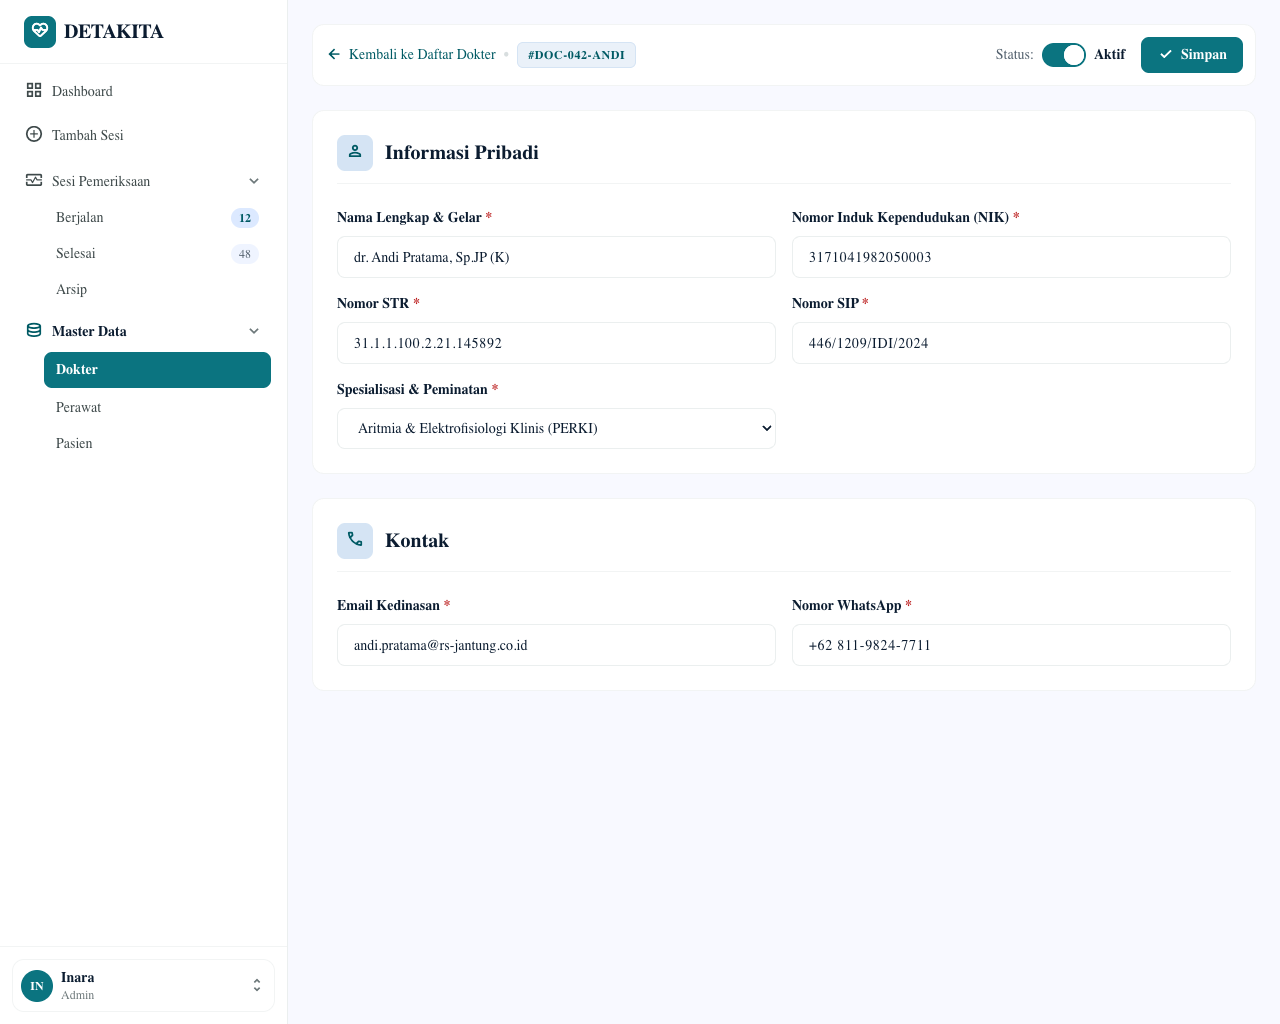 DETAKITA
Dashboard
Tambah Sesi
Sesi Pemeriksaan
Berjalan 12
Selesai 48
Arsip
Master Data
Dokter
Perawat
Pasien
IN
Inara
Admin
Kembali ke Daftar Dokter
#DOC-042-ANDI
Status: Aktif
Simpan
Informasi Pribadi
Nama Lengkap & Gelar *
dr. Andi Pratama, Sp.JP (K)
Nomor Induk Kependudukan (NIK) *
3171041982050003
Nomor STR *
31.1.1.100.2.21.145892
Nomor SIP *
446/1209/IDI/2024
Spesialisasi & Peminatan *
Aritmia & Elektrofisiologi Klinis (PERKI)
Kontak
Email Kedinasan *
andi.pratama@rs-jantung.co.id
Nomor WhatsApp *
+62 811-9824-7711